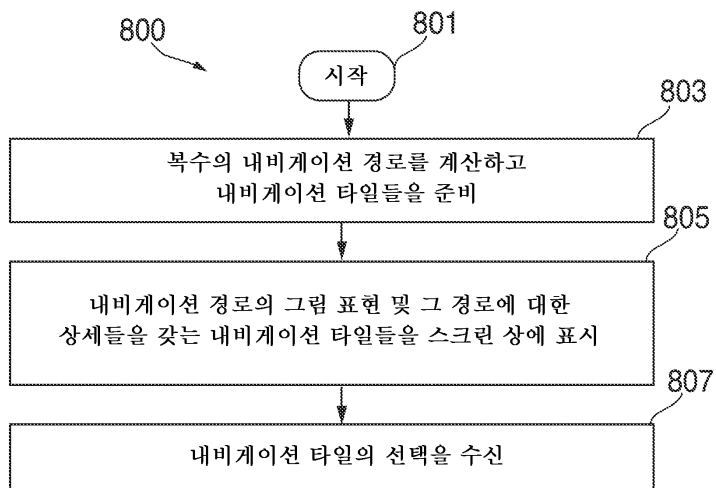 800
801
시작
803
복수의 내비게이션 경로를 계산하고
내비게이션 타일들을 준비
805
내비게이션 경로의 그림 표현 및 그 경로에 대한
상세들을 갖는 내비게이션 타일들을 스크린 상에 표시
807
내비게이션 타일의 선택을 수신